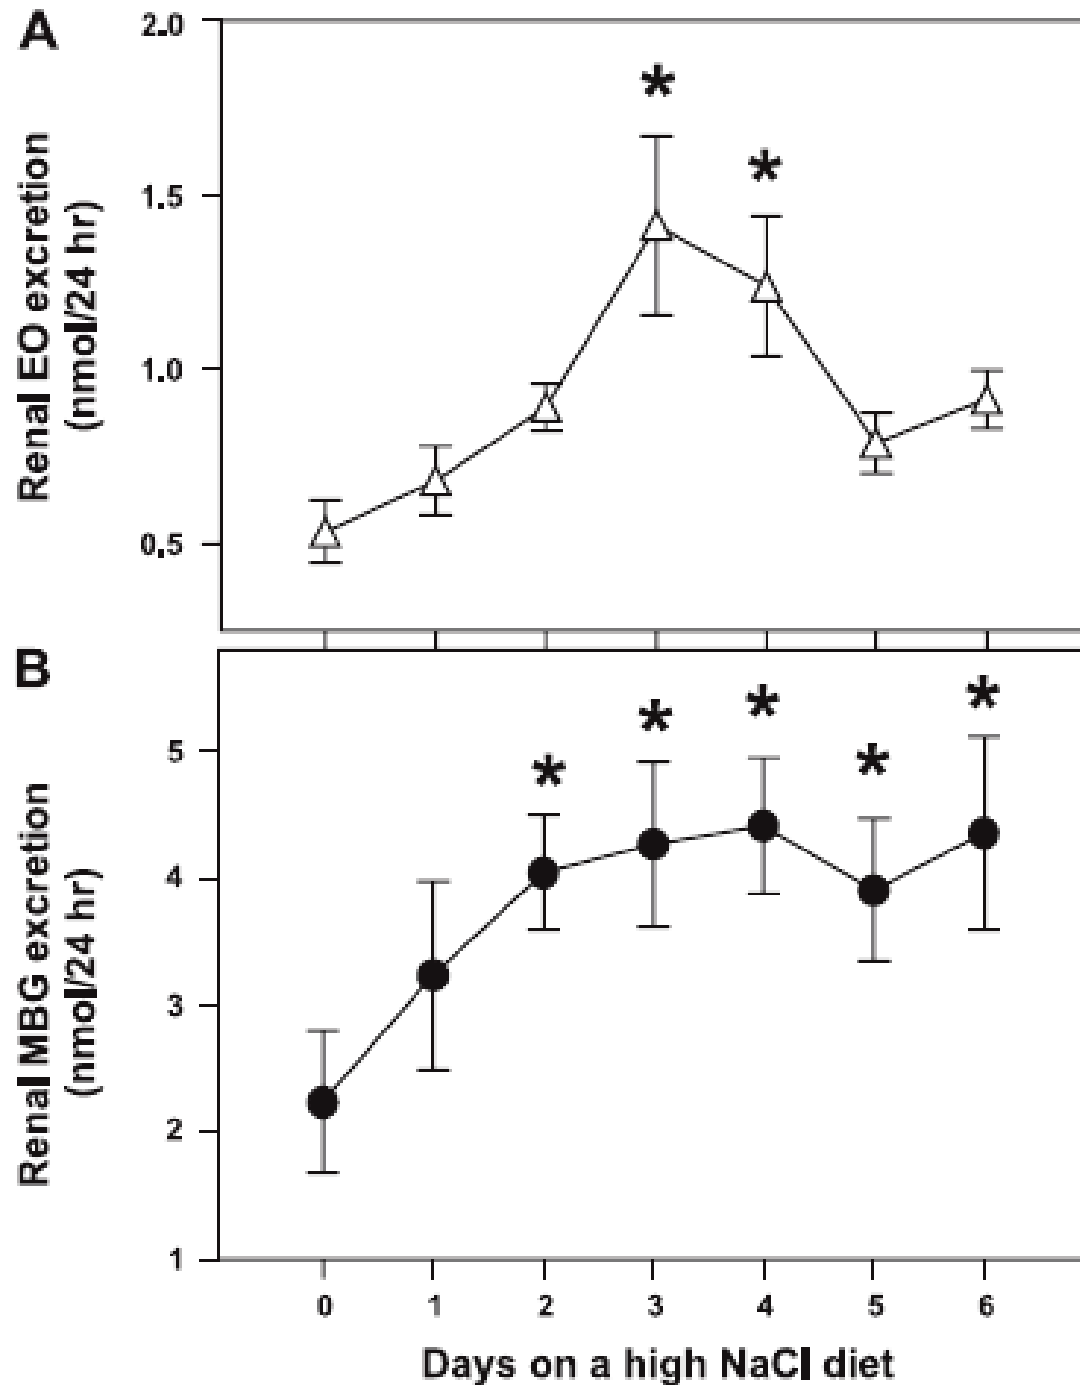 A
Renal EO excretion
(nmol/24 hr)
2.0
*
*
1.5
1.0
0.5
B
Renal MBG excretion
(nmol/24 hr)
*
*
*
*
*
5
4
3
2
1
0 1 2 3 4 5 6
Days on a high NaCl diet